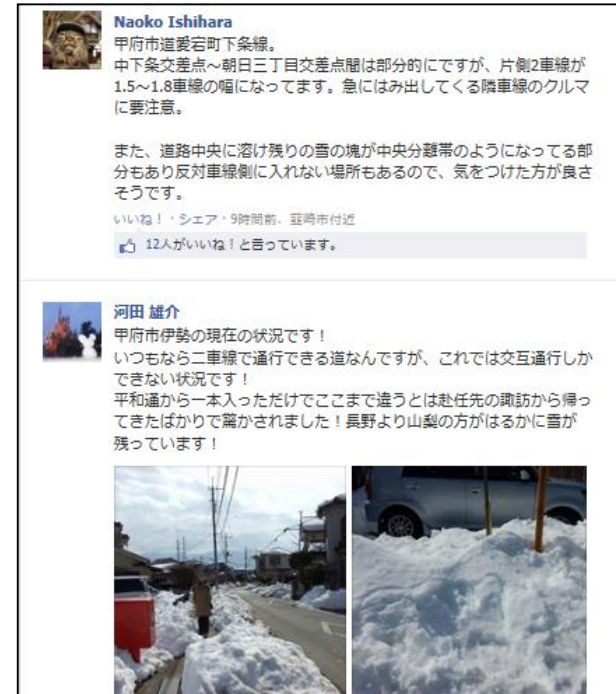 Naoko Ishihara
甲府市道愛宕町下条線。
中下条交差点～朝日三丁目交差点間は部分的にですが、片側2車線が
1.5～1.8車線の幅になってます。急にはみ出してくる隣車線のクルマ
に要注意。
また、道路中央に溶け残りの雪の塊が中央分離帯のようになってる部
分もあり反対車線側に入れない場所もあるので、気をつけた方が良さ
そうです。
いいね！・シェア・9時間前、韮崎市付近
12人がいいね！と言っています。
河田 雄介
甲府市伊勢の現在の状況です！
いつもなら二車線で通行できる道なんですが、これでは交互通行しか
できない状況です！
平和通から一本入っただけでここまで違うとは赴任先の諏訪から帰っ
てきたばかりで驚かされました！長野より山梨の方がはるかに雪が
残っています！